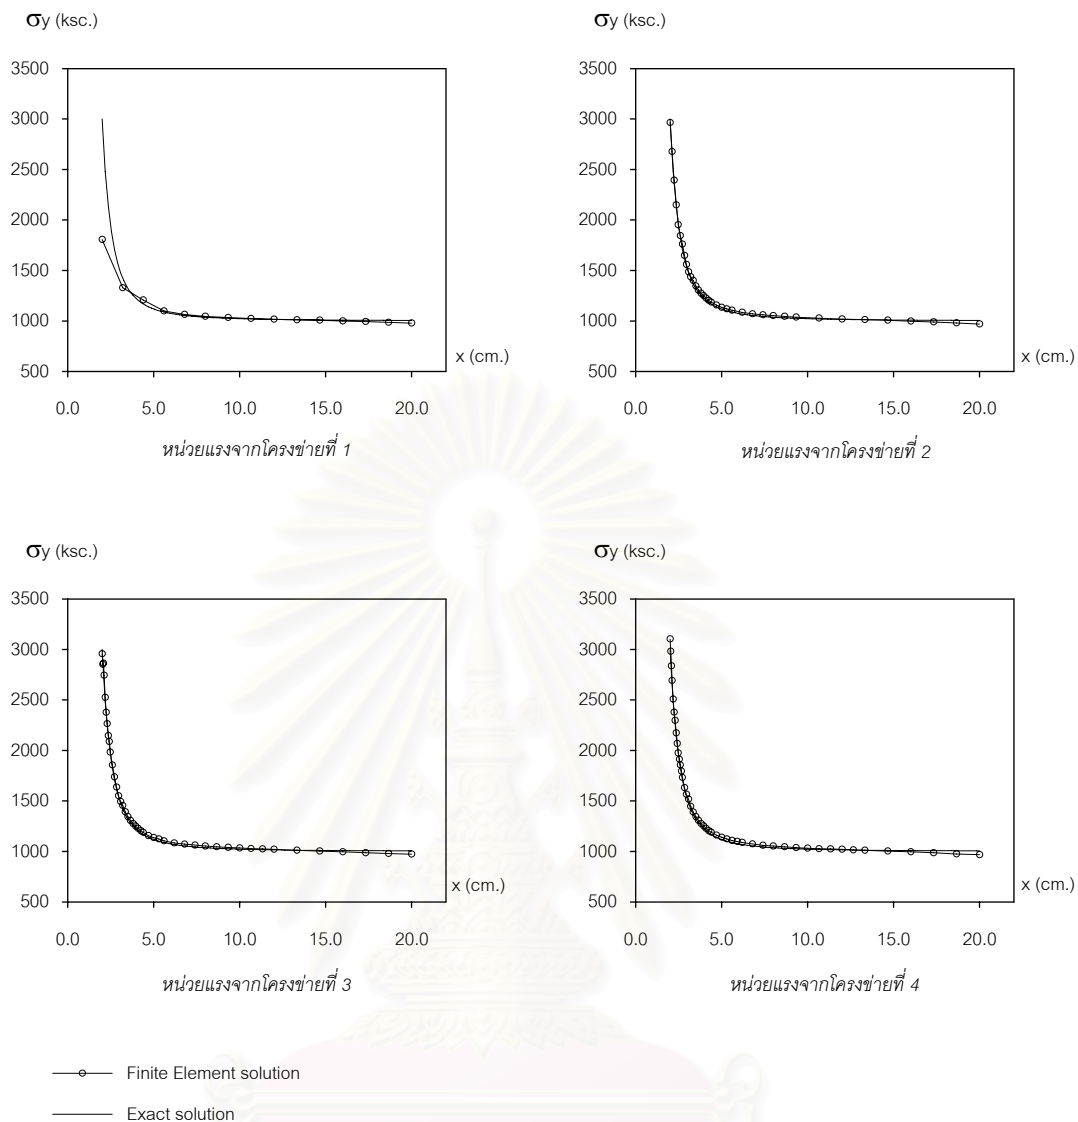 σy (ksc.)
3500
3000
2500
2000
1500
1000
500
x (cm.)
0.0 5.0 10.0 15.0 20.0
หน่วยแรงจากโครงข่ายที่ 1
σy (ksc.)
3500
3000
2500
2000
1500
1000
500
x (cm.)
0.0 5.0 10.0 15.0 20.0
หน่วยแรงจากโครงข่ายที่ 2
σy (ksc.)
3500
3000
2500
2000
1500
1000
500
x (cm.)
0.0 5.0 10.0 15.0 20.0
หน่วยแรงจากโครงข่ายที่ 3
σy (ksc.)
3500
3000
2500
2000
1500
1000
500
x (cm.)
0.0 5.0 10.0 15.0 20.0
หน่วยแรงจากโครงข่ายที่ 4
Finite Element solution
Exact solution